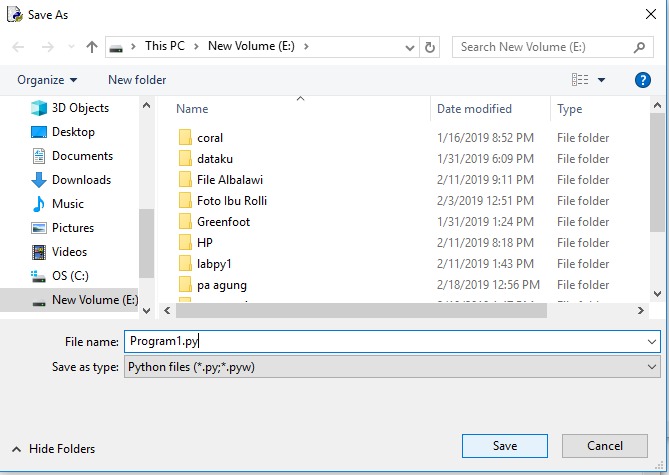 Save As
This PC > New Volume (E:) >
Search New Volume (E:)
Organize
New folder
Name Date modified Type
3D Objects
Desktop
Documents
Downloads
Music
Pictures
Videos
OS (C:)
New Volume (E:)
coral 1/16/2019 8:52 PM File folder
dataku 1/31/2019 6:09 PM File folder
File Albalawi 2/11/2019 9:11 PM File folder
Foto Ibu Rolli 2/3/2019 12:51 PM File folder
Greenfoot 1/31/2019 1:24 PM File folder
HP 2/11/2019 8:18 PM File folder
labpy1 2/11/2019 1:43 PM File folder
pa agung 2/18/2019 12:56 PM File folder
File name: Program1.py
Save as type: Python files (*.py;*.pyw)
Hide Folders
Save
Cancel